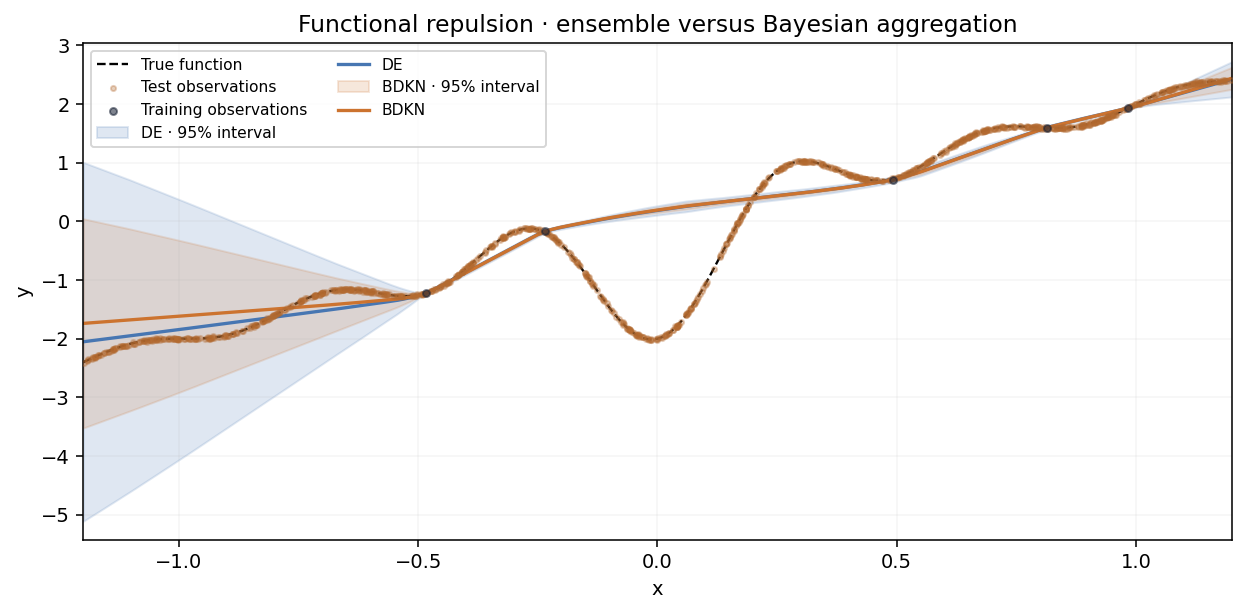 Functional repulsion · ensemble versus Bayesian aggregation
True function
Test observations
Training observations
DE · 95% interval
DE
BDKN · 95% interval
BDKN
y
3
2
1
0
−1
−2
−3
−4
−5
−1.0
−0.5
0.0
0.5
1.0
x